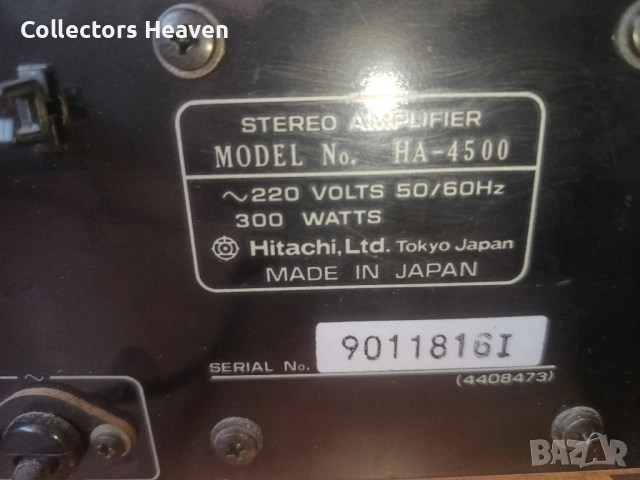 Collectors Heaven
STEREO AMPLIFIER
MODEL No. HA-4500
~220 VOLTS 50/60Hz
300 WATTS
Hitachi, Ltd. Tokyo Japan
MADE IN JAPAN
SERIAL No. 9011816I
(4408473)
~
BAZAR